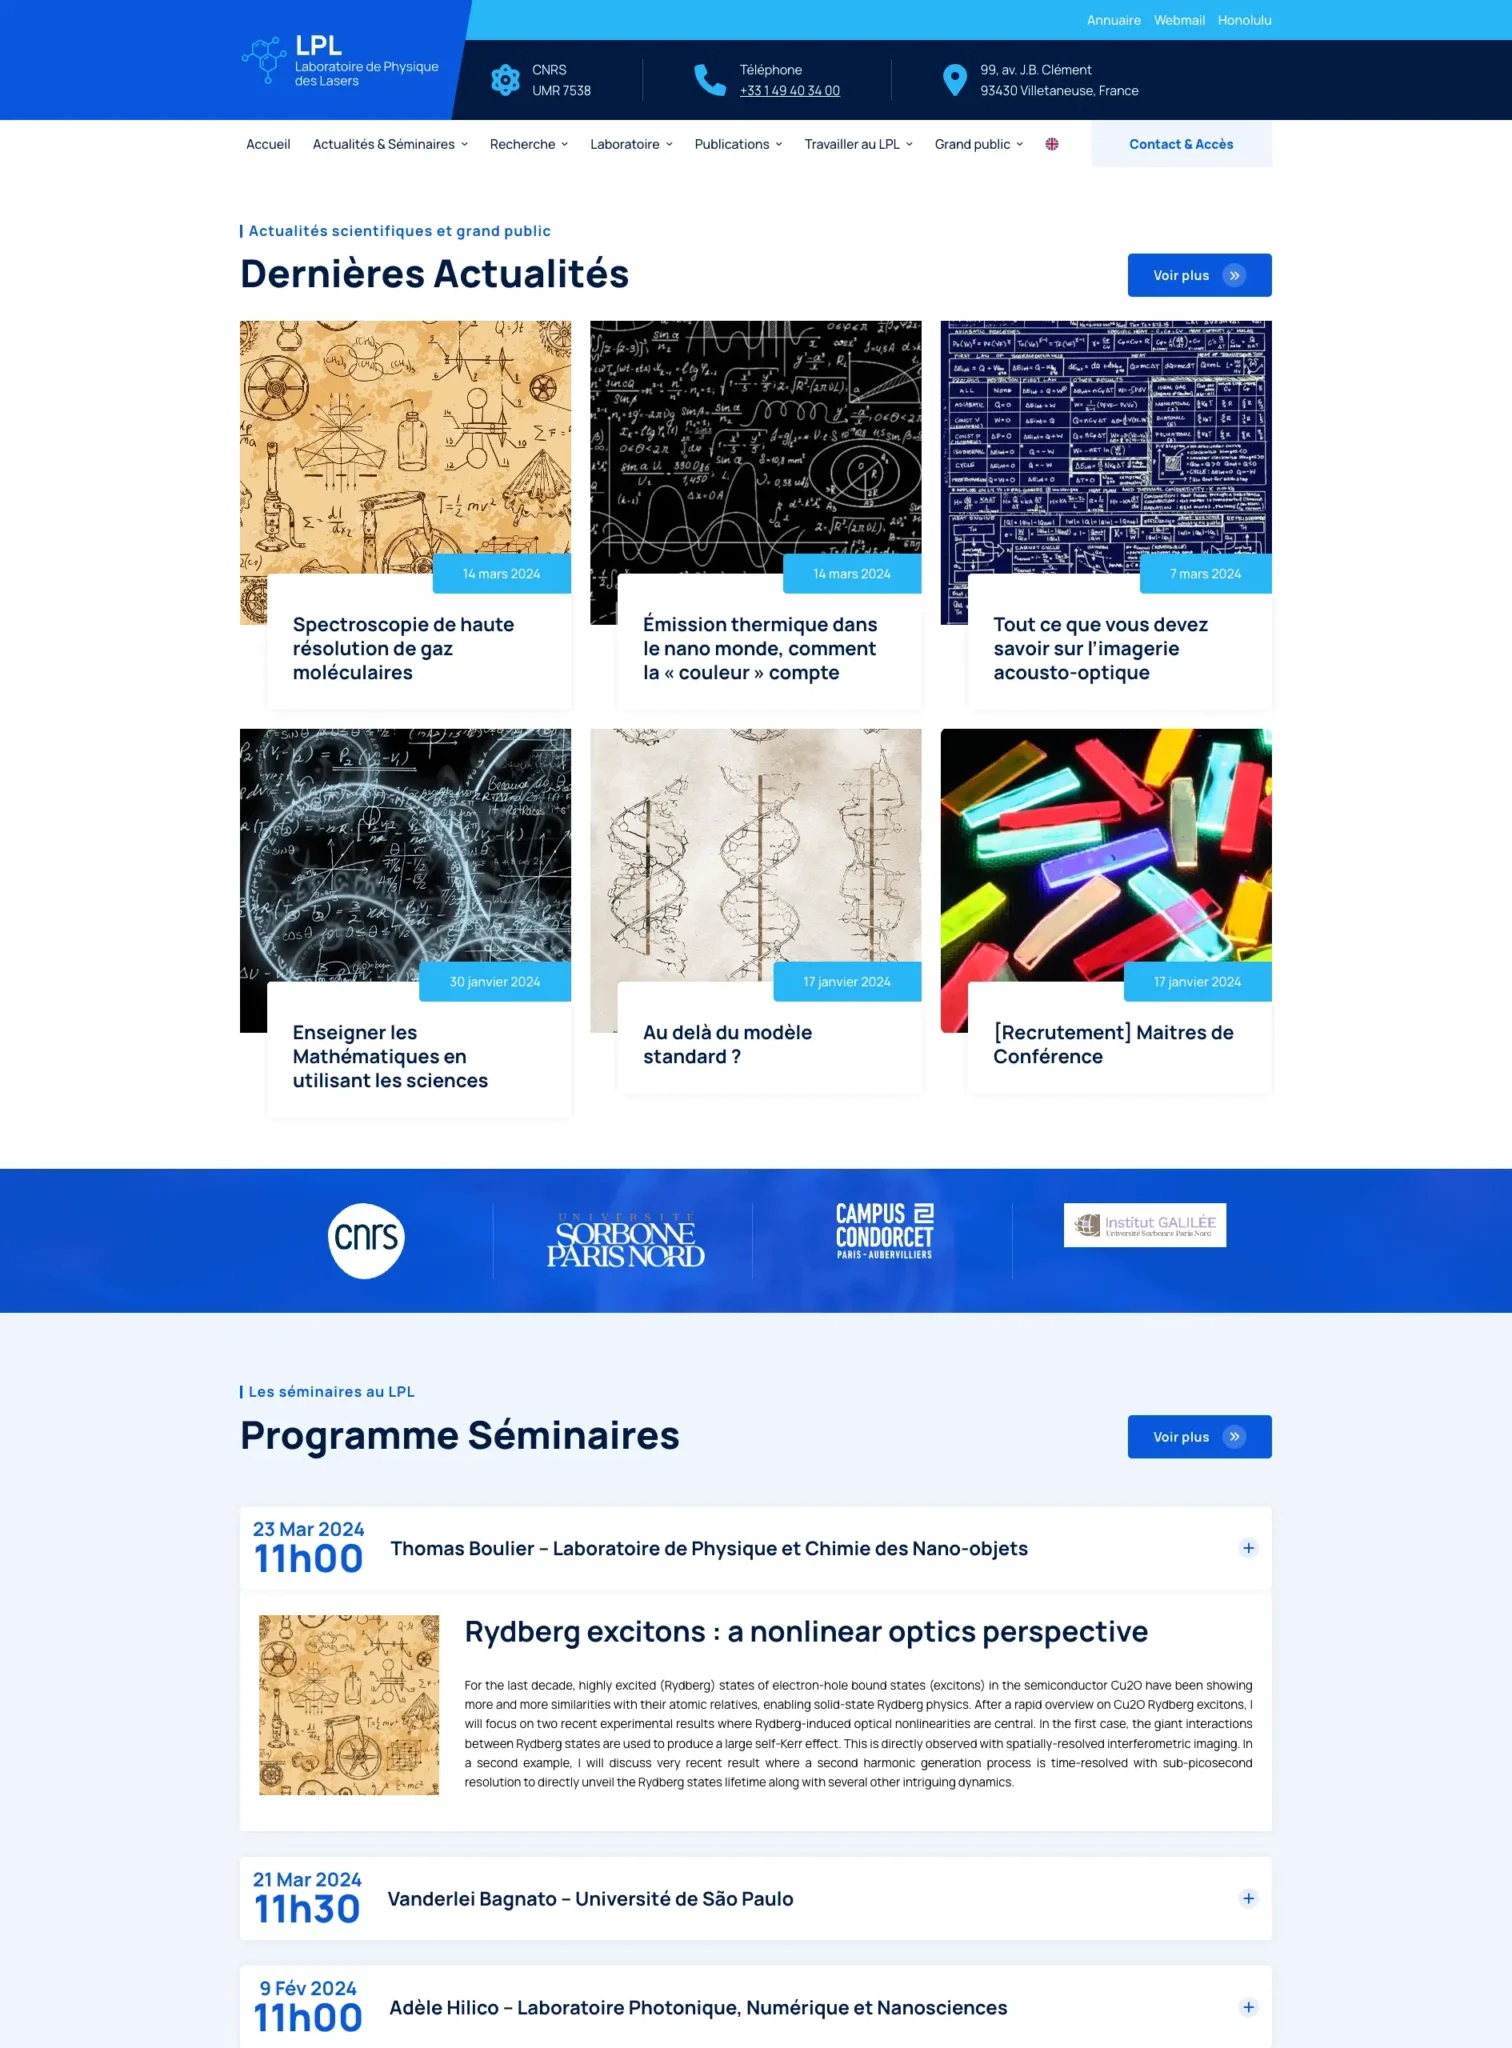 Annuaire Webmail Honolulu
LPL
Laboratoire de Physique
des Lasers
CNRS
UMR 7538
Téléphone
+33 1 49 40 34 00
99, av. J.B. Clément
93430 Villetaneuse, France
Accueil Actualités & Séminaires Recherche Laboratoire Publications Travailler au LPL Grand public Contact & Accès
Actualités scientifiques et grand public
Dernières Actualités
Voir plus
14 mars 2024
Spectroscopie de haute
résolution de gaz
moléculaires
14 mars 2024
Émission thermique dans
le nano monde, comment
la « couleur » compte
7 mars 2024
Tout ce que vous devez
savoir sur l’imagerie
acousto-optique
30 janvier 2024
Enseigner les
Mathématiques en
utilisant les sciences
17 janvier 2024
Au delà du modèle
standard ?
17 janvier 2024
[Recrutement] Maitres de
Conférence
cnrs
UNIVERSITÉ
SORBONNE
PARIS NORD
CAMPUS
CONDORCET
PARIS - AUBERVILLIERS
Institut GALILÉE
Université Sorbonne Paris Nord
Les séminaires au LPL
Programme Séminaires
Voir plus
23 Mar 2024
11h00
Thomas Boulier – Laboratoire de Physique et Chimie des Nano-objets
Rydberg excitons : a nonlinear optics perspective
For the last decade, highly excited (Rydberg) states of electron-hole bound states (excitons) in the semiconductor Cu2O have been showing
more and more similarities with their atomic relatives, enabling solid-state Rydberg physics. After a rapid overview on Cu2O Rydberg excitons, I
will focus on two recent experimental results where Rydberg-induced optical nonlinearities are central. In the first case, the giant interactions
between Rydberg states are used to produce a large self-Kerr effect. This is directly observed with spatially-resolved interferometric imaging. In
a second example, I will discuss very recent result where a second harmonic generation process is time-resolved with sub-picosecond
resolution to directly unveil the Rydberg states lifetime along with several other intriguing dynamics.
21 Mar 2024
11h30
Vanderlei Bagnato – Université de São Paulo
9 Fév 2024
11h00
Adèle Hilico – Laboratoire Photonique, Numérique et Nanosciences